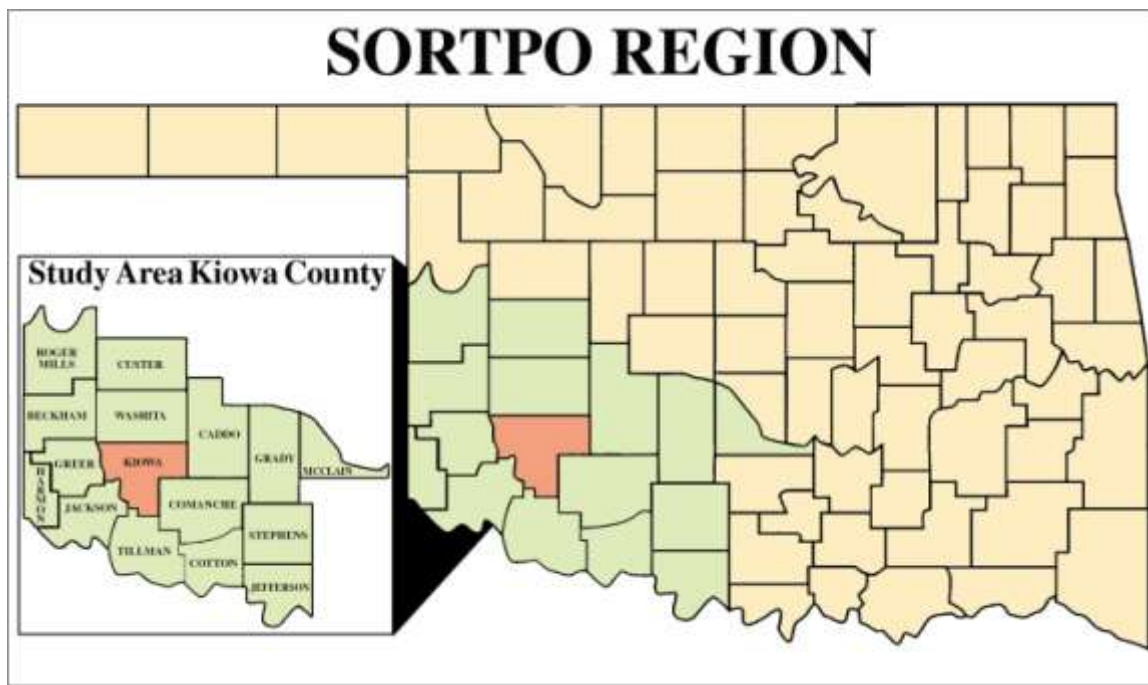 SORTPO REGION
Study Area Kiowa County
ROGER
MILLS
CUSTER
BECKHAM
WASHITA
CADDO
GREER
KIOWA
GRADY
MCCLAIN
HARMON
JACKSON
COMANCHE
STEPHENS
TILLMAN
COTTON
JEFFERSON